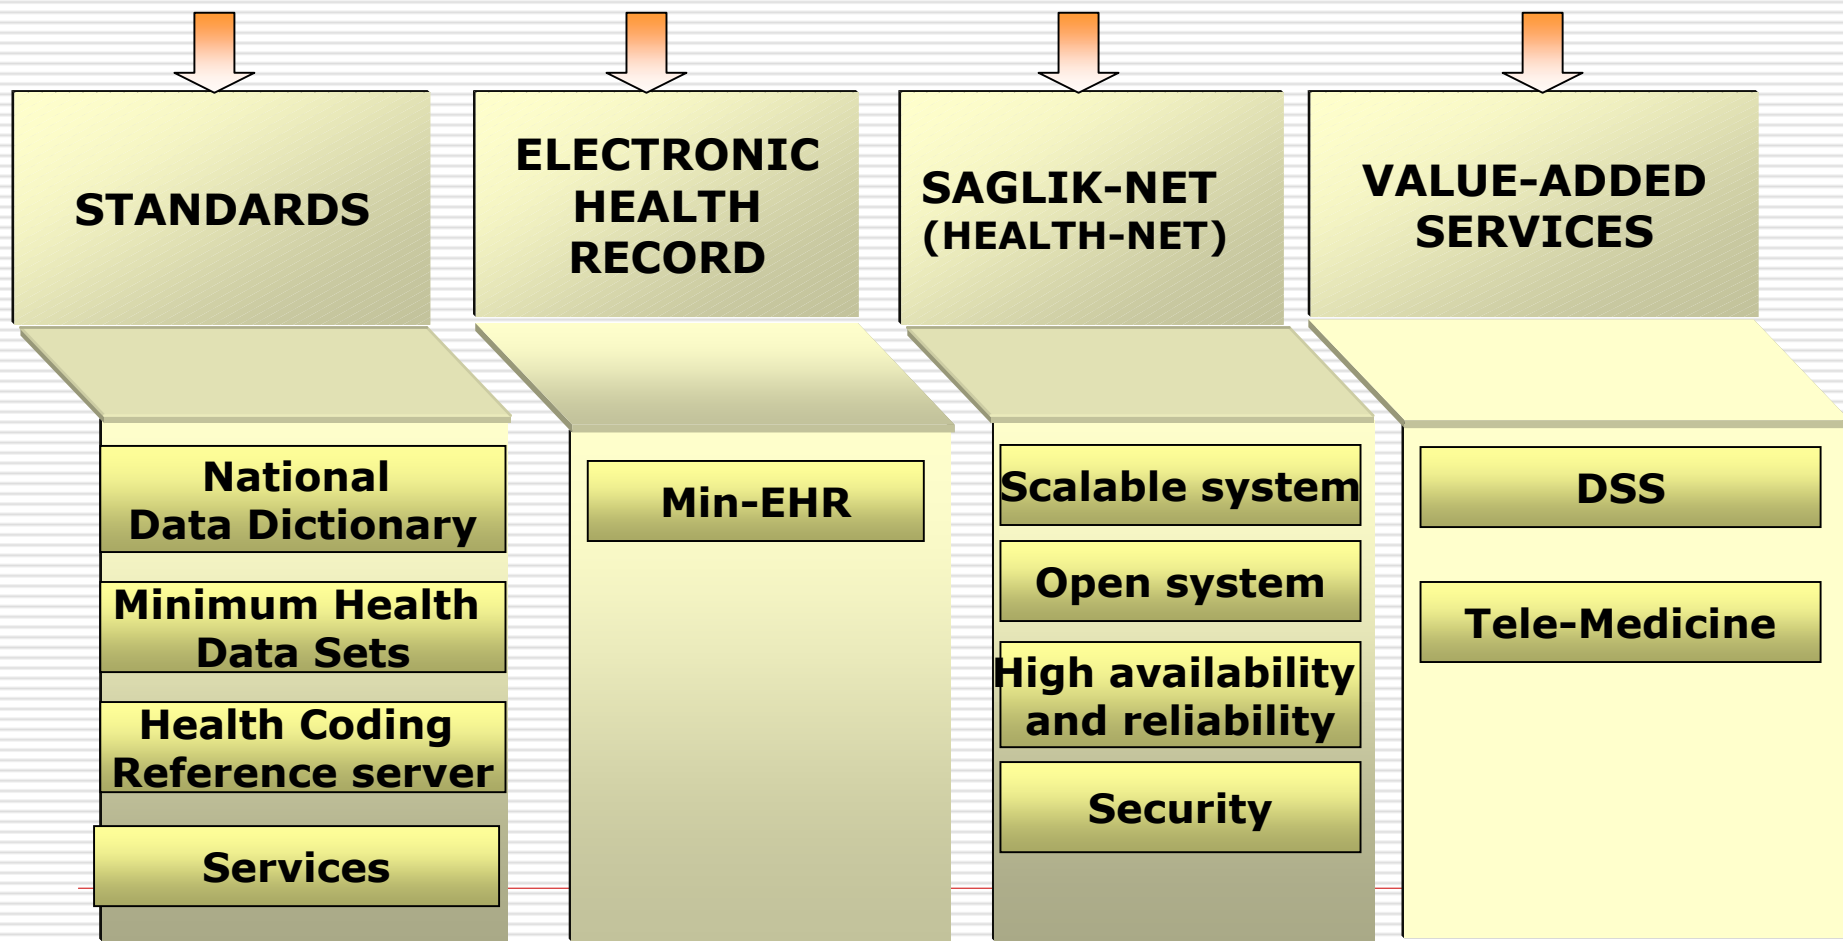 STANDARDS
National
Data Dictionary
Minimum Health
Data Sets
Health Coding
Reference server
Services
ELECTRONIC
HEALTH
RECORD
Min-EHR
SAGLIK-NET
(HEALTH-NET)
Scalable system
Open system
High availability
and reliability
Security
VALUE-ADDED
SERVICES
DSS
Tele-Medicine